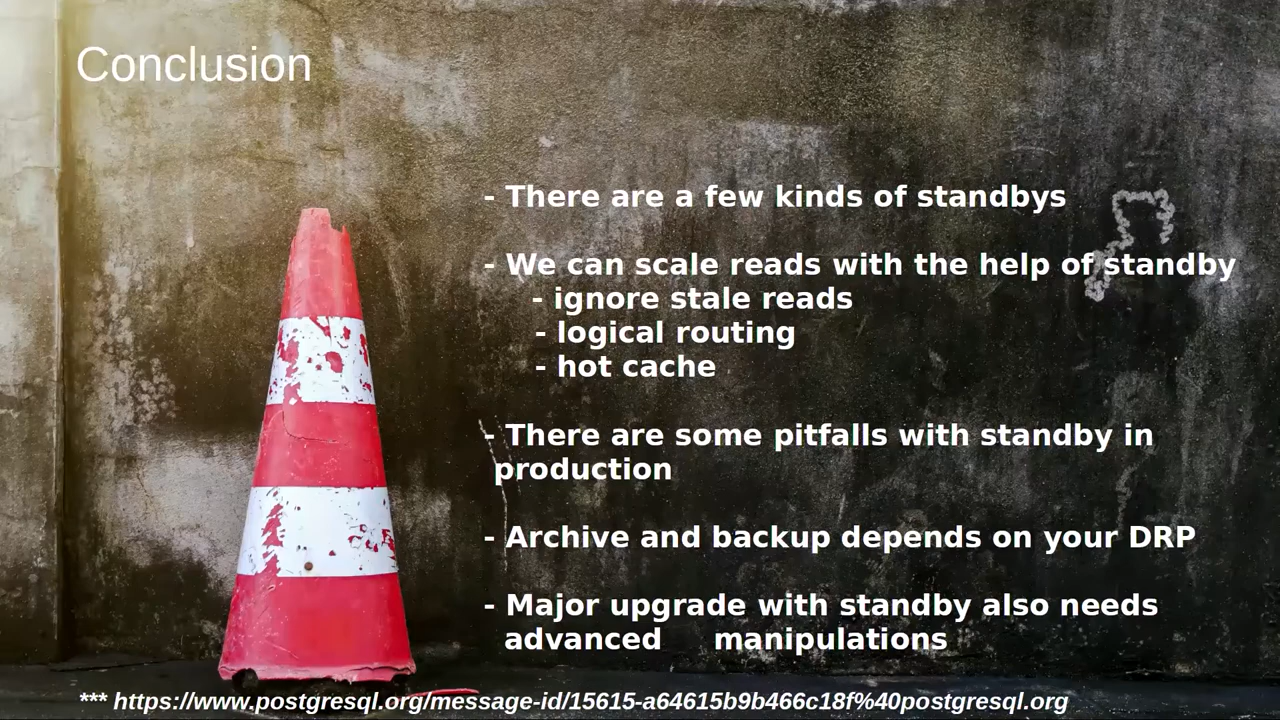 Conclusion
- There are a few kinds of standbys
- We can scale reads with the help of standby
- ignore stale reads
- logical routing
- hot cache
- There are some pitfalls with standby in
production
- Archive and backup depends on your DRP
- Major upgrade with standby also needs
advanced manipulations
*** https://www.postgresql.org/message-id/15615-a64615b9b466c18f%40postgresql.org